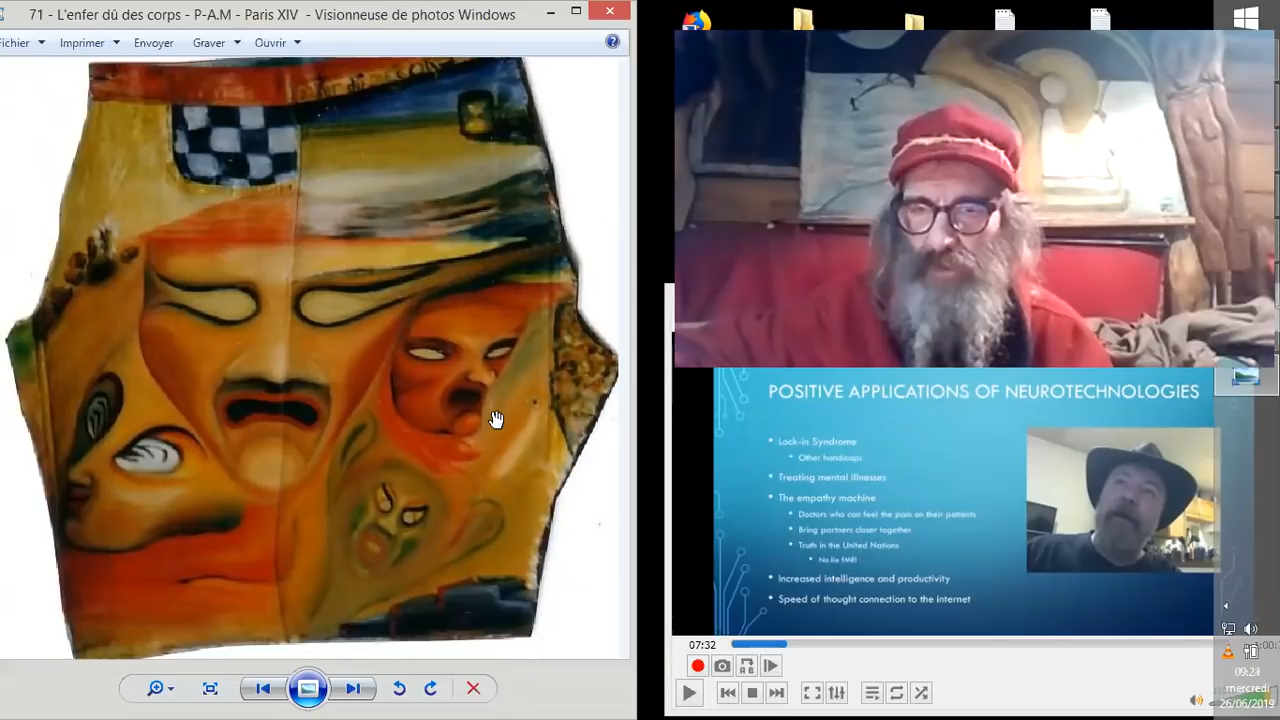 71 - L'enfer dû des corps - P-A-M - Paris XIV - Visionneuse de photos Windows
Fichier Imprimer Envoyer Graver Ouvrir
POSITIVE APPLICATIONS OF NEUROTECHNOLOGIES
Lock-in Syndrome
Other handicaps
Treating mental illnesses
The empathy machine
Doctors who can feel the pain on their patients
Bring partners closer together
Truth in the United Nations
No lie fMRI
Increased intelligence and productivity
Speed of thought connection to the internet
07:32
09:24
mercredi
26/06/2019